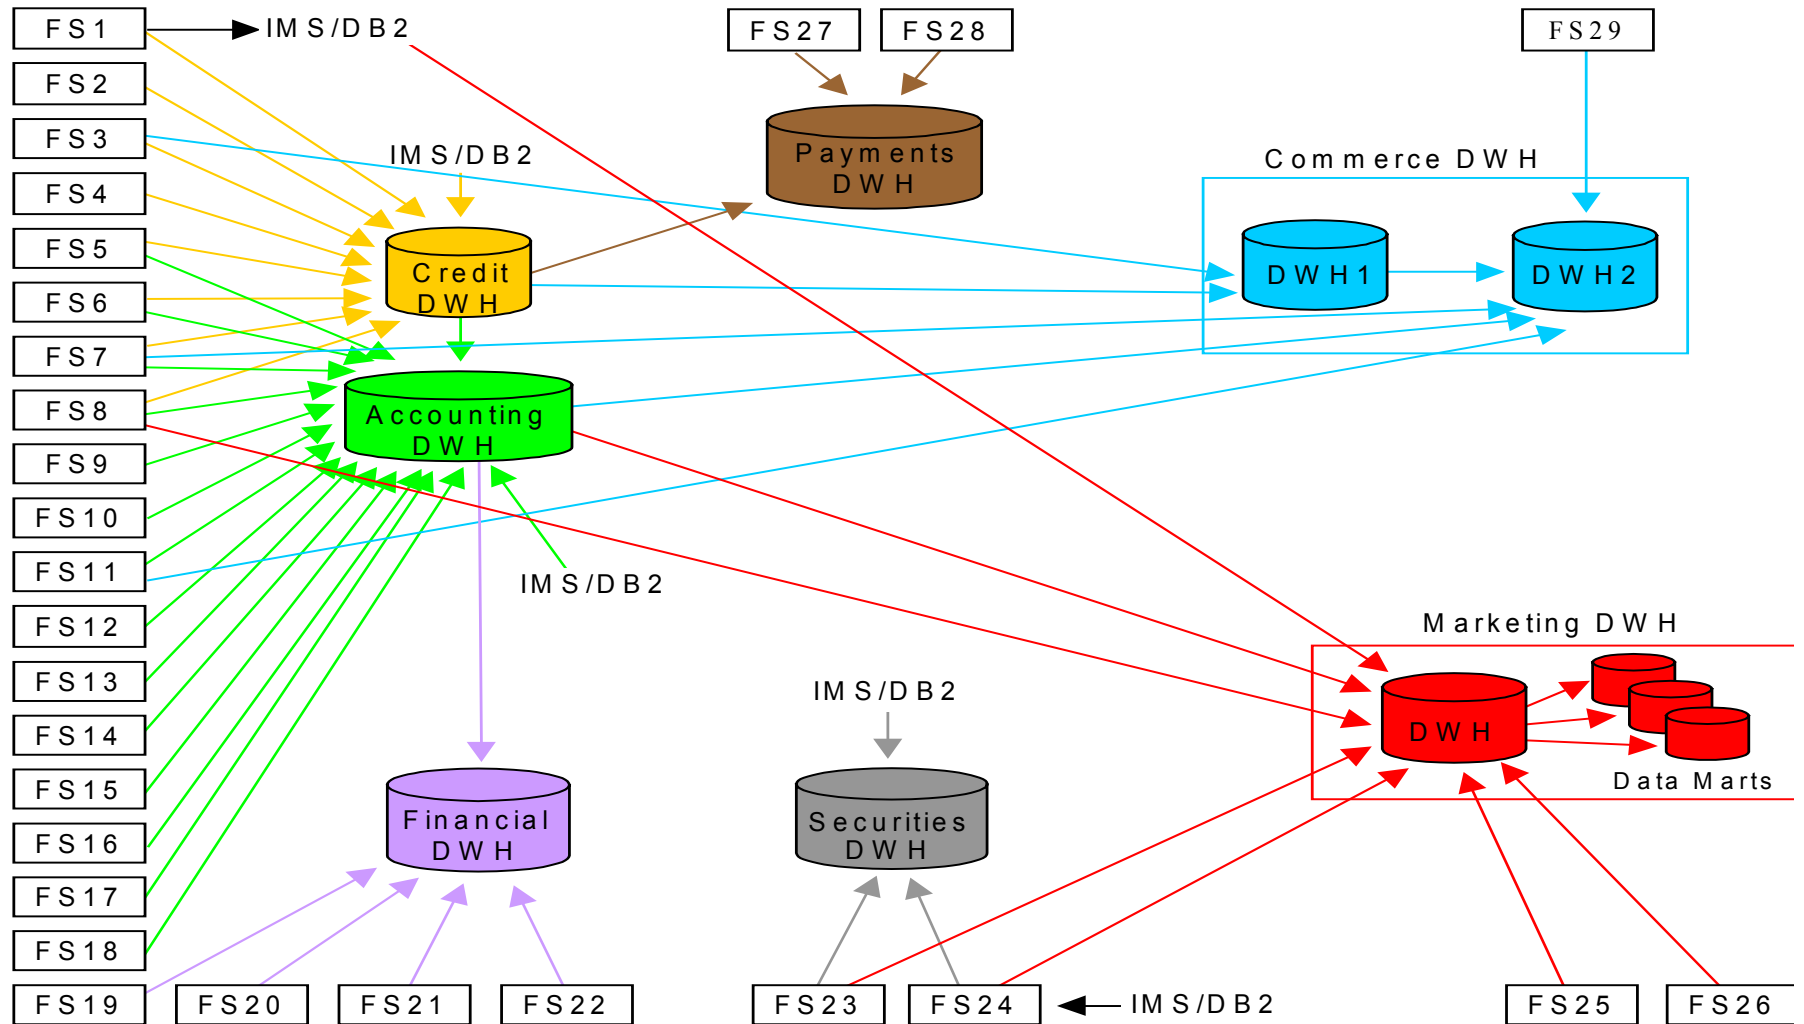 FS1
IMS/DB2
FS27
FS28
FS29
FS2
FS3
IMS/DB2
Payments
DWH
Commerce DWH
FS4
FS5
Credit
DWH
DWH1
DWH2
FS6
FS7
FS8
Accounting
DWH
FS9
FS10
FS11
IMS/DB2
FS12
Marketing DWH
FS13
IMS/DB2
FS14
DWH
Data Marts
FS15
FS16
Financial
DWH
Securities
DWH
FS17
FS18
FS19
FS20
FS21
FS22
FS23
FS24
IMS/DB2
FS25
FS26